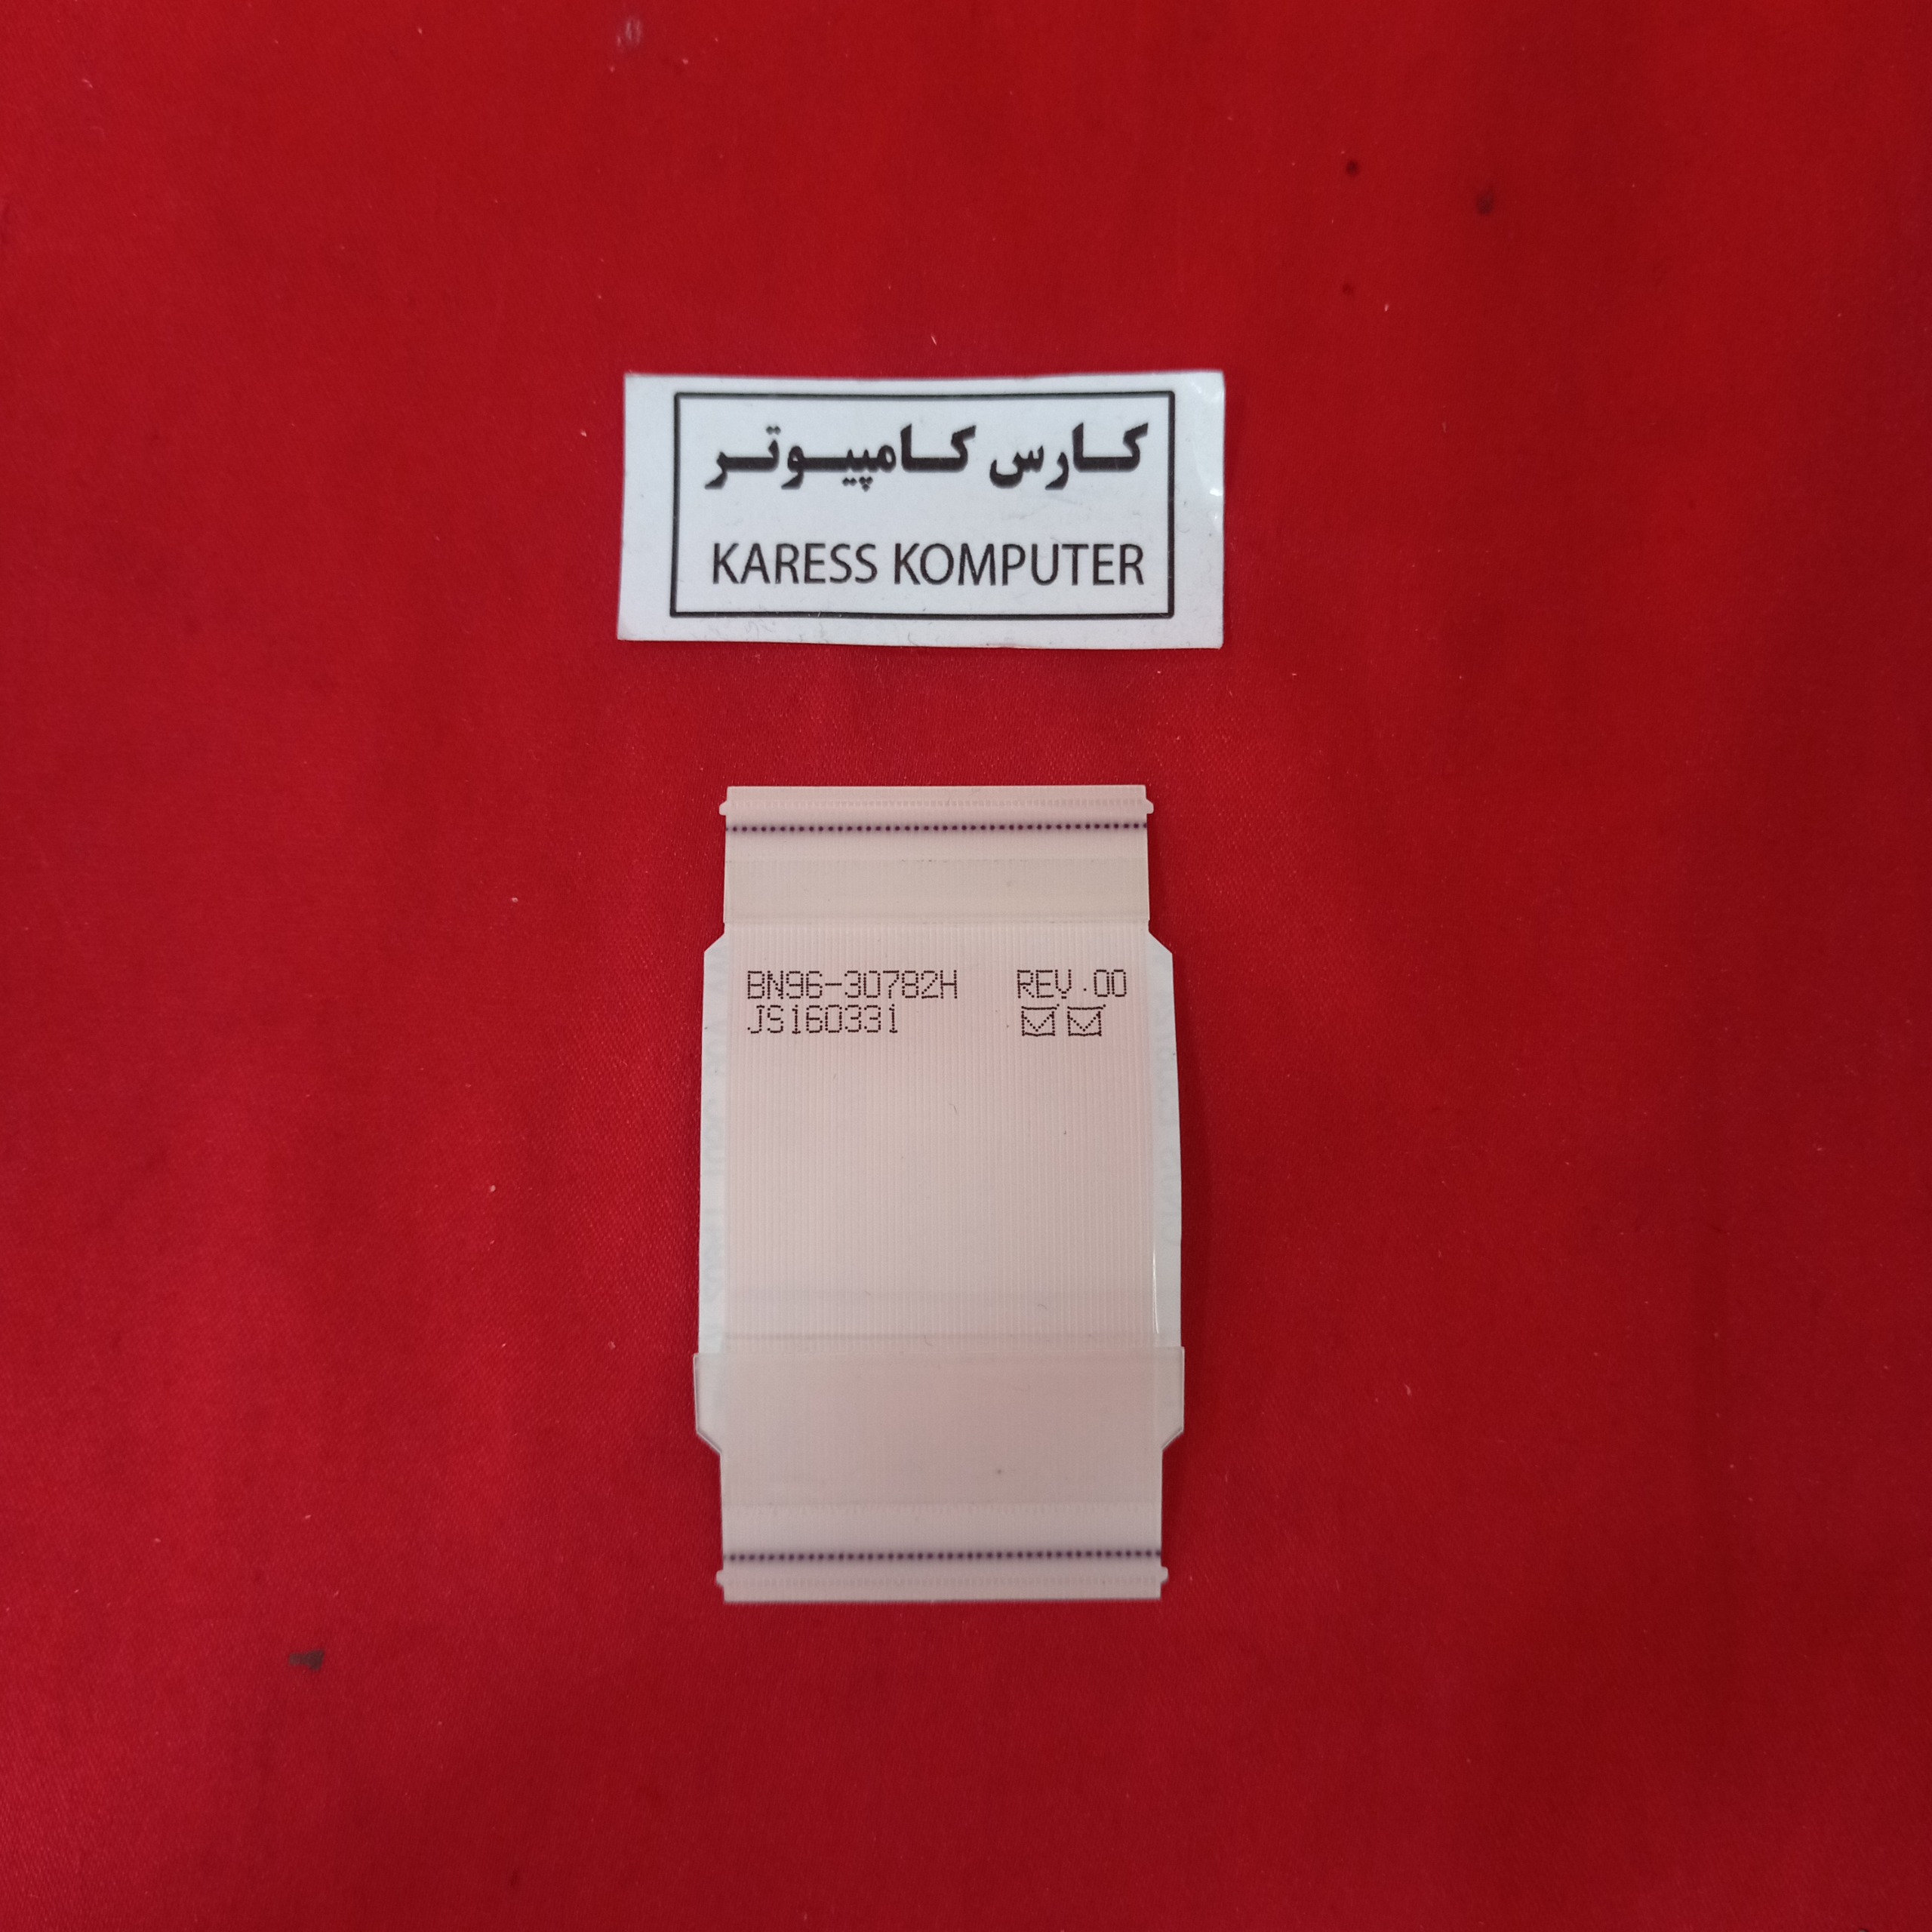 کارس کامپیوتر
KARESS KOMPUTER
BN96-30782H REV.00
JS160331